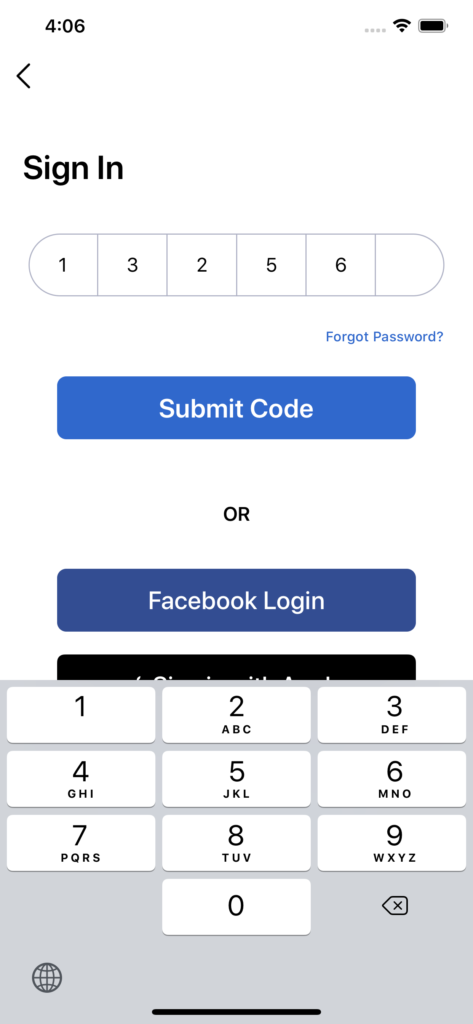 4:06
Sign In
1 3 2 5 6
Forgot Password?
Submit Code
OR
Facebook Login
1 2 3
ABC DEF
4 5 6
GHI JKL MNO
7 8 9
PQRS TUV WXYZ
0